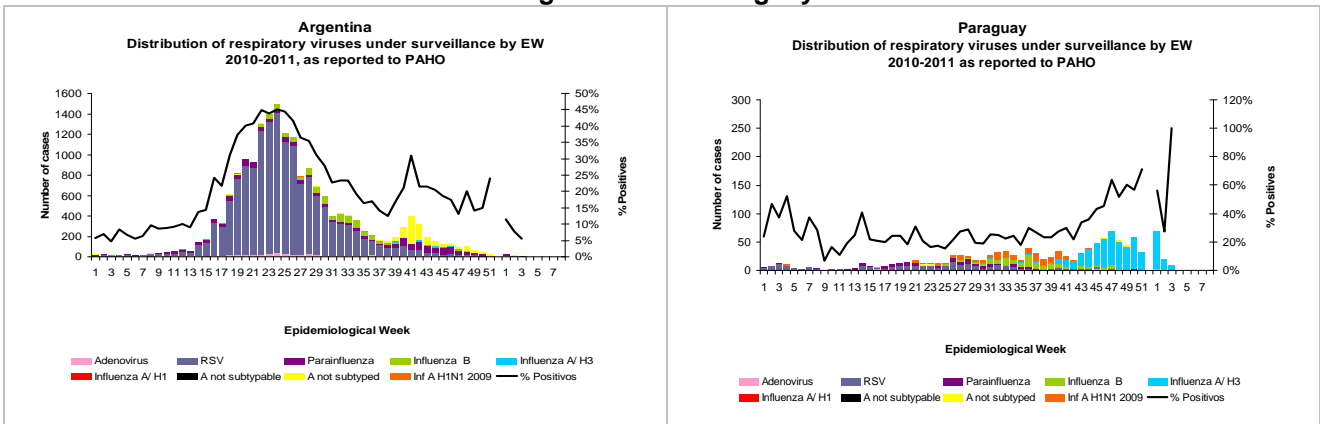 Argentina
Distribution of respiratory viruses under surveillance by EW
2010-2011, as reported to PAHO
Number of cases
1600
1400
1200
1000
800
600
400
200
0
50%
45%
40%
35%
30%
25%
20%
15%
10%
5%
0%
% Positives
1 3 5 7 9 11 13 15 17 19 21 23 25 27 29 31 33 35 37 39 41 43 45 47 49 51 1 3 5 7
Epidemiological Week
Adenovirus RSV Parainfluenza Influenza B Influenza A/ H3
Influenza A/ H1 A not subtypable A not subtyped Inf A H1N1 2009 % Positivos
Paraguay
Distribution of respiratory viruses under surveillance by EW
2010-2011 as reported to PAHO
Number of cases
300
250
200
150
100
50
0
120%
100%
80%
60%
40%
20%
0%
% Positives
1 3 5 7 9 11 13 15 17 19 21 23 25 27 29 31 33 35 37 39 41 43 45 47 49 51 1 3 5 7
Epidemiological Week
Adenovirus RSV Parainfluenza Influenza B Influenza A/ H3
Influenza A/ H1 A not subtypable A not subtyped Inf A H1N1 2009 % Positivos